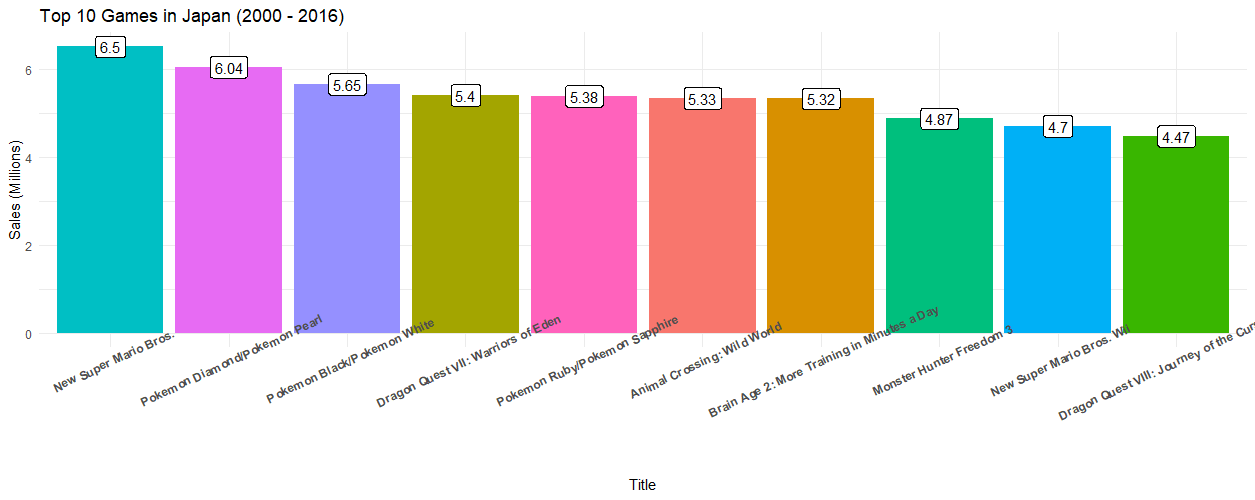 Top 10 Games in Japan (2000 - 2016)
Sales (Millions)
6
4
2
0
6.5
6.04
5.65
5.4
5.38
5.33
5.32
4.87
4.7
4.47
New Super Mario Bros.
Pokemon Diamond/Pokemon Pearl
Pokemon Black/Pokemon White
Dragon Quest VII: Warriors of Eden
Pokemon Ruby/Pokemon Sapphire
Animal Crossing: Wild World
Brain Age 2: More Training in Minutes a Day
Monster Hunter Freedom 3
New Super Mario Bros. Wii
Dragon Quest VIII: Journey of the
Title